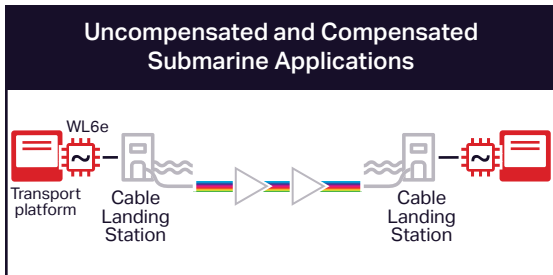 Uncompensated and Compensated
Submarine Applications
WL6e
Transport
platform
Cable
Landing
Station
Cable
Landing
Station